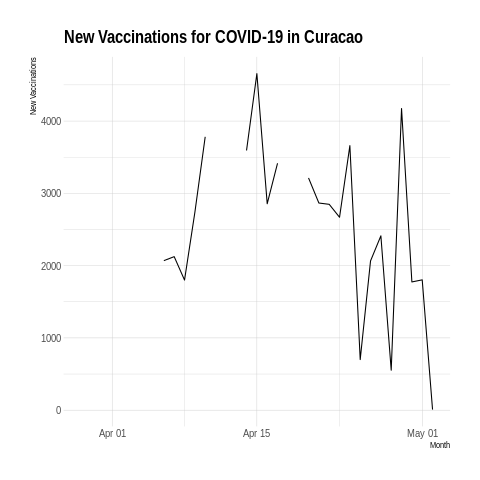 New Vaccinations for COVID-19 in Curacao
New Vaccinations
4000
3000
2000
1000
0
Apr 01
Apr 15
May 01
Month